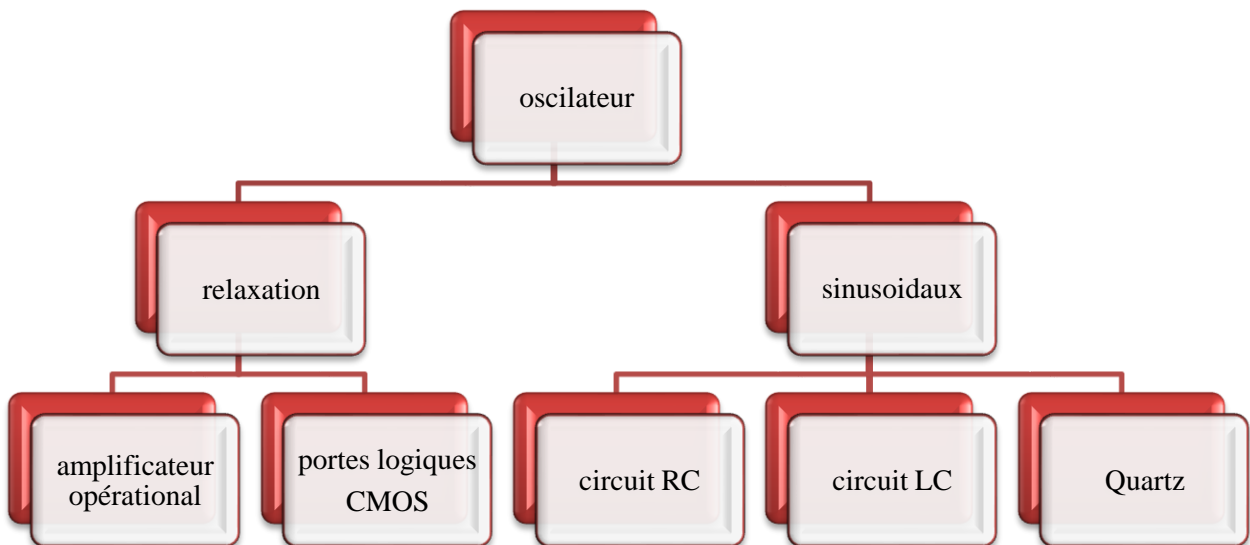 oscilateur
relaxation
sinusoidaux
amplificateur
opérational
portes logiques
CMOS
circuit RC
circuit LC
Quartz